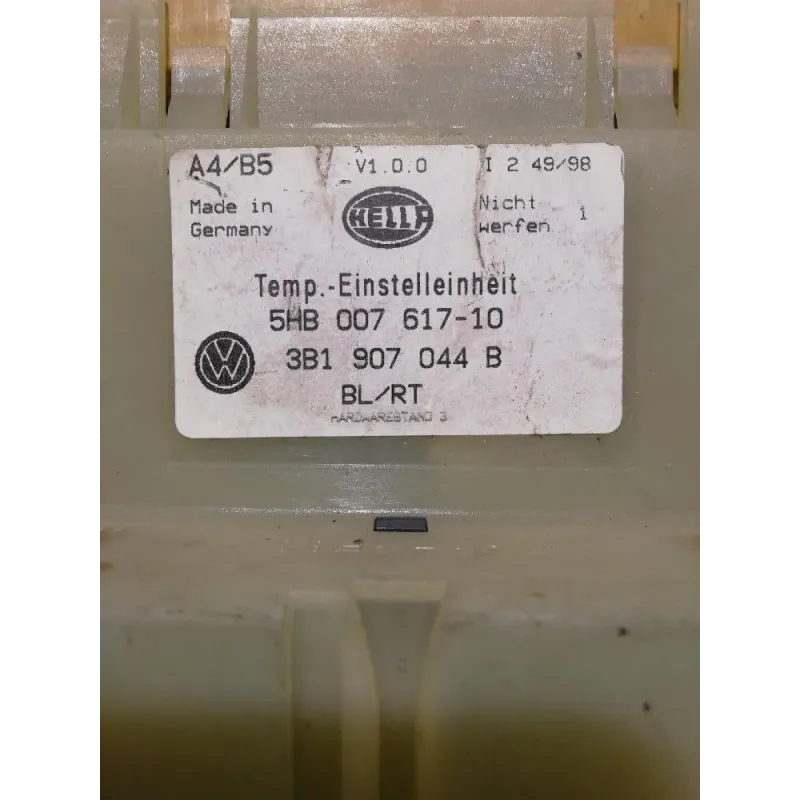 A4/B5 V1.0.0 I 2 49/98
Made in
Germany
HELLA
Nicht
werfen 1
Temp.-Einstelleinheit
5HB 007 617-10
VW
3B1 907 044 B
BL/RT
HARDWARESTAND 3